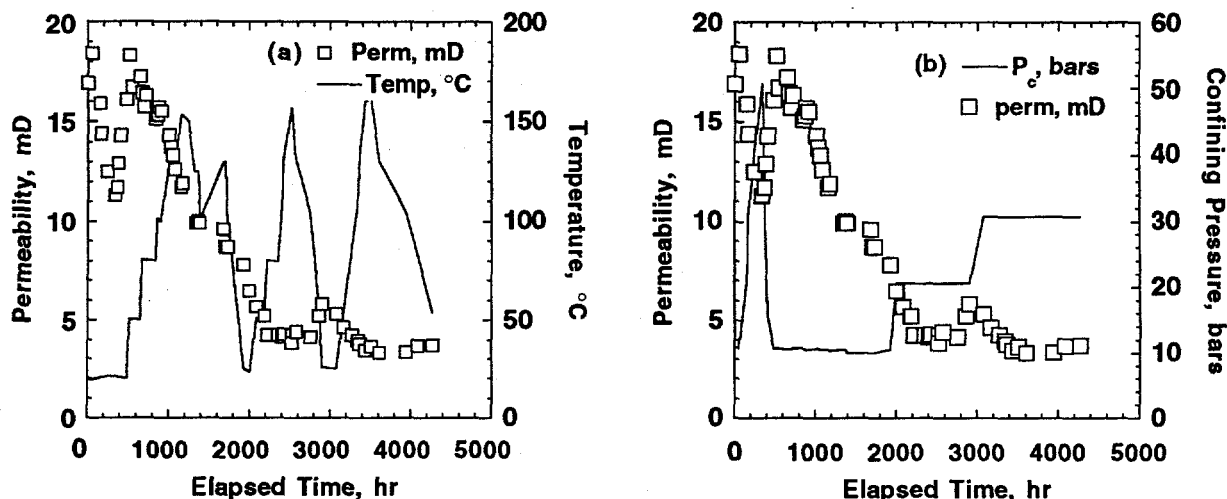 20
15
10
5
0
Permeability, mD
(a)
Perm, mD
Temp, °C
200
150
100
50
0
Temperature, °C
0 1000 2000 3000 4000 5000
Elapsed Time, hr
20
15
10
5
0
Permeability, mD
(b)
Pc, bars
perm, mD
60
50
40
30
20
10
0
Confining Pressure, bars
0 1000 2000 3000 4000 5000
Elapsed Time, hr